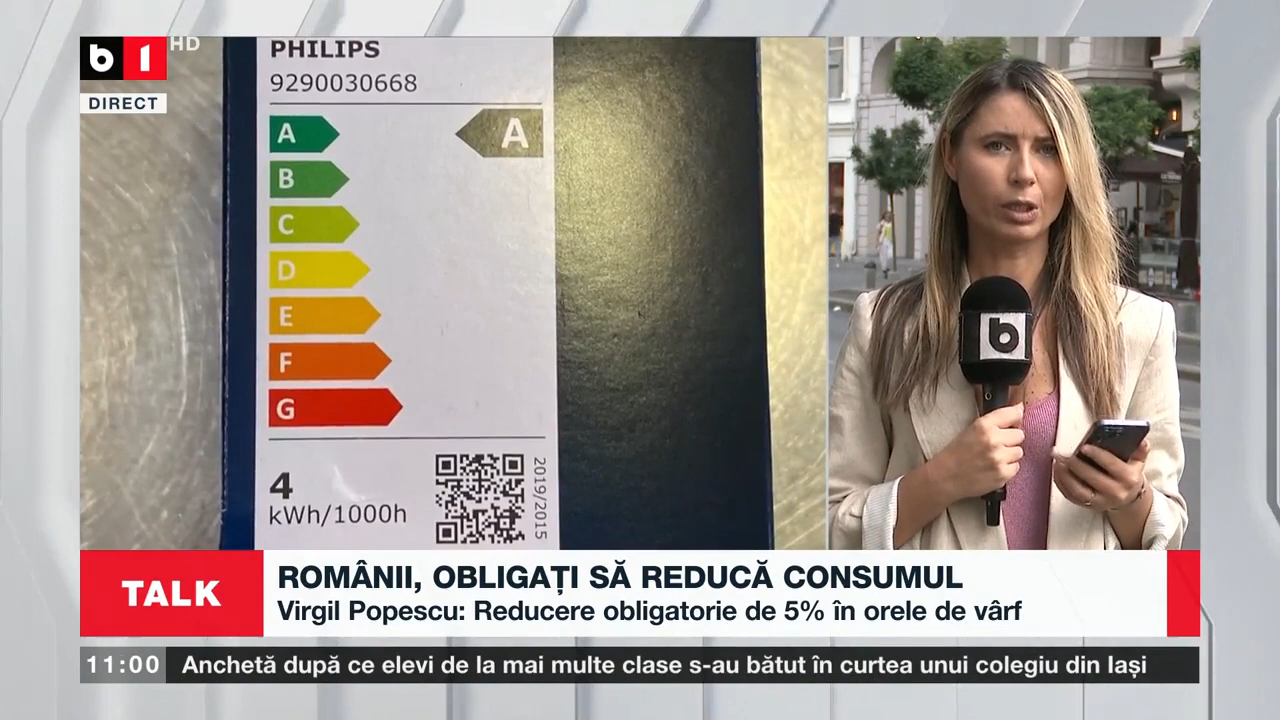 b1
HD
DIRECT
PHILIPS
9290030668
A
A
B
C
D
E
F
G
4
kWh/1000h
2019/2015
b
TALK
ROMÂNII, OBLIGAȚI SĂ REDUCĂ CONSUMUL
Virgil Popescu: Reducere obligatorie de 5% în orele de vârf
11:00
Anchetă după ce elevi de la mai multe clase s-au bătut în curtea unui colegiu din Iași